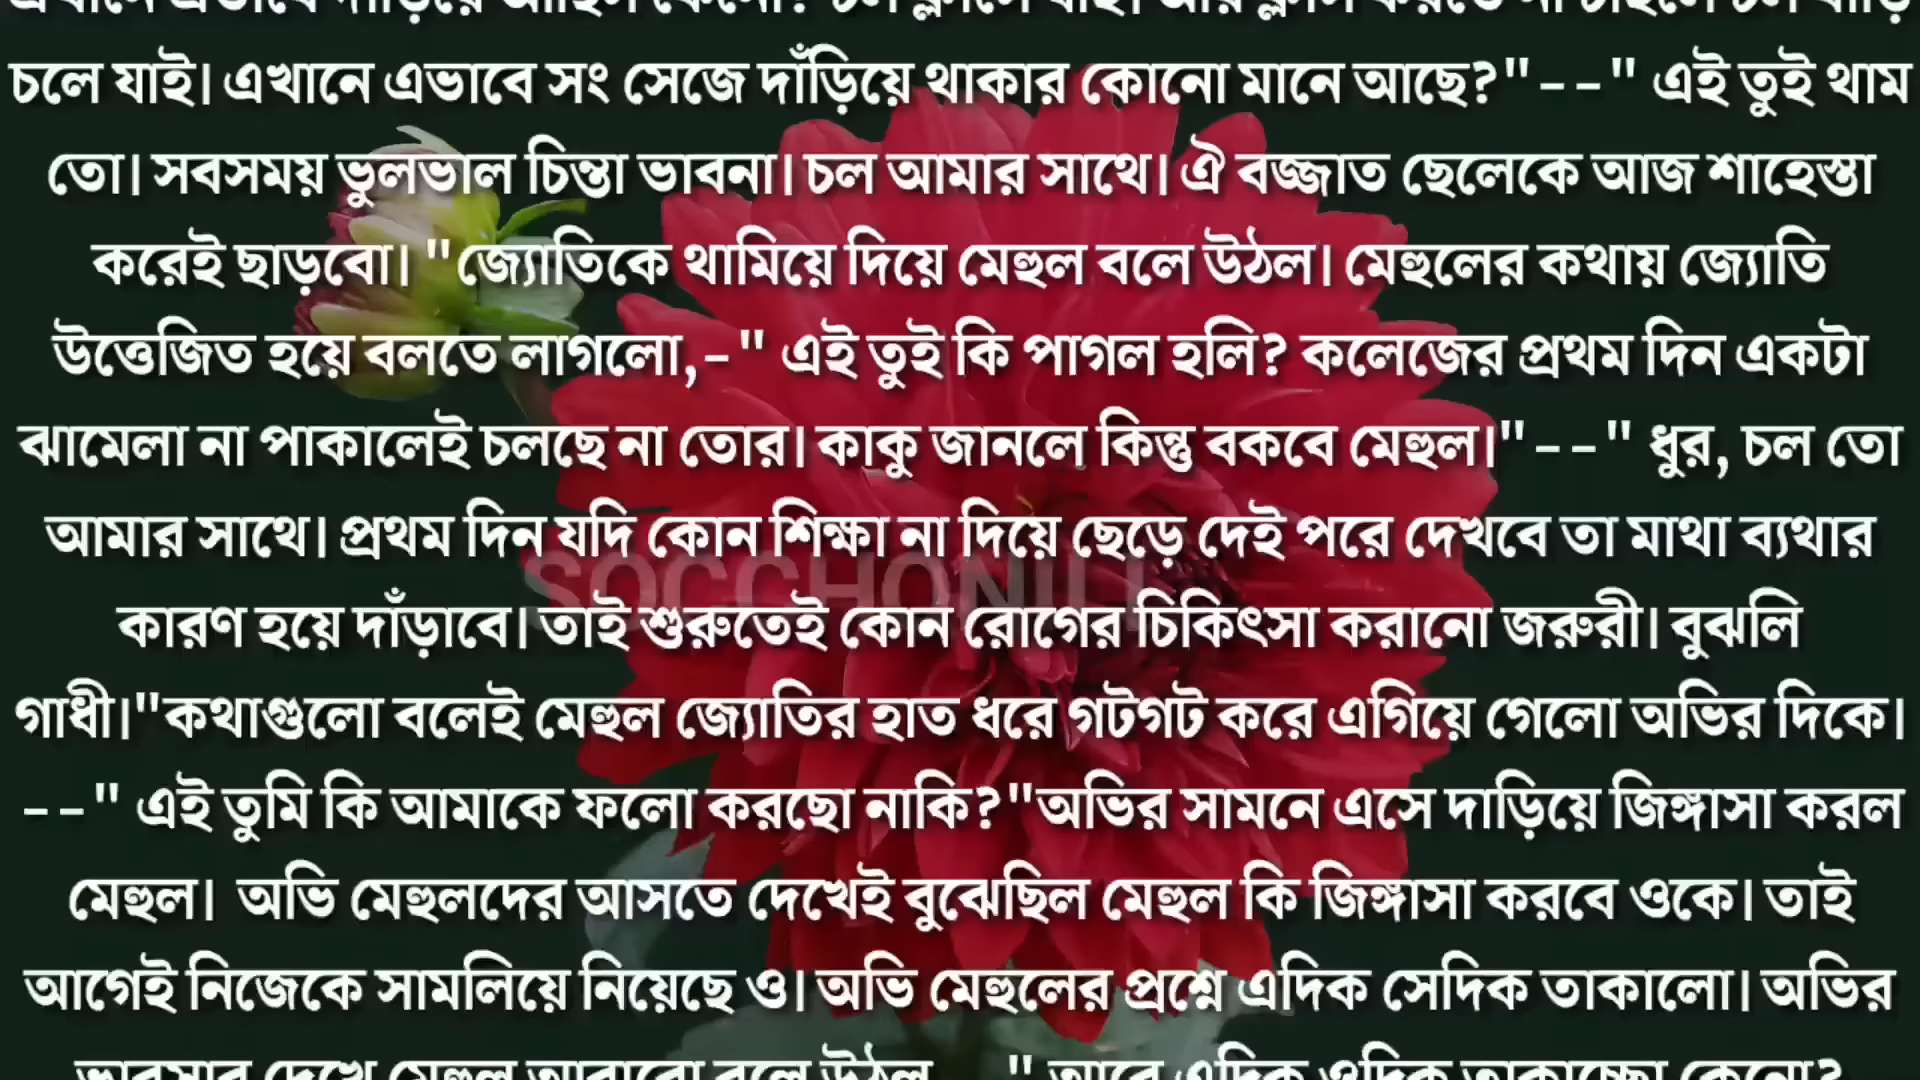 চলে যাই। এখানে এভাবে সং সেজে দাঁড়িয়ে থাকার কোনো মানে আছে?"--" এই তুই থাম
তো। সবসময় ভুলভাল চিন্তা ভাবনা। চল আমার সাথে। ঐ বজ্জাত ছেলেকে আজ শাহেস্তা
করেই ছাড়বো। "জ্যোতিকে থামিয়ে দিয়ে মেহুল বলে উঠল। মেহুলের কথায় জ্যোতি
উত্তেজিত হয়ে বলতে লাগলো,-" এই তুই কি পাগল হলি? কলেজের প্রথম দিন একটা
ঝামেলা না পাকালেই চলছে না তোর। কাকু জানলে কিন্তু বকবে মেহুল।"--" ধুর, চল তো
আমার সাথে। প্রথম দিন যদি কোন শিক্ষা না দিয়ে ছেড়ে দেই পরে দেখবে তা মাথা ব্যথার
SOCCHONILI
কারণ হয়ে দাঁড়াবে। তাই শুরুতেই কোন রোগের চিকিৎসা করানো জরুরী। বুঝলি
গাধী।"কথাগুলো বলেই মেহুল জ্যোতির হাত ধরে গটগট করে এগিয়ে গেলো অভির দিকে।
--" এই তুমি কি আমাকে ফলো করছো নাকি?"অভির সামনে এসে দাড়িয়ে জিঙ্গাসা করল
মেহুল। অভি মেহুলদের আসতে দেখেই বুঝেছিল মেহুল কি জিঙ্গাসা করবে ওকে। তাই
আগেই নিজেকে সামলিয়ে নিয়েছে ও। অভি মেহুলের প্রশ্নে এদিক সেদিক তাকালো। অভির